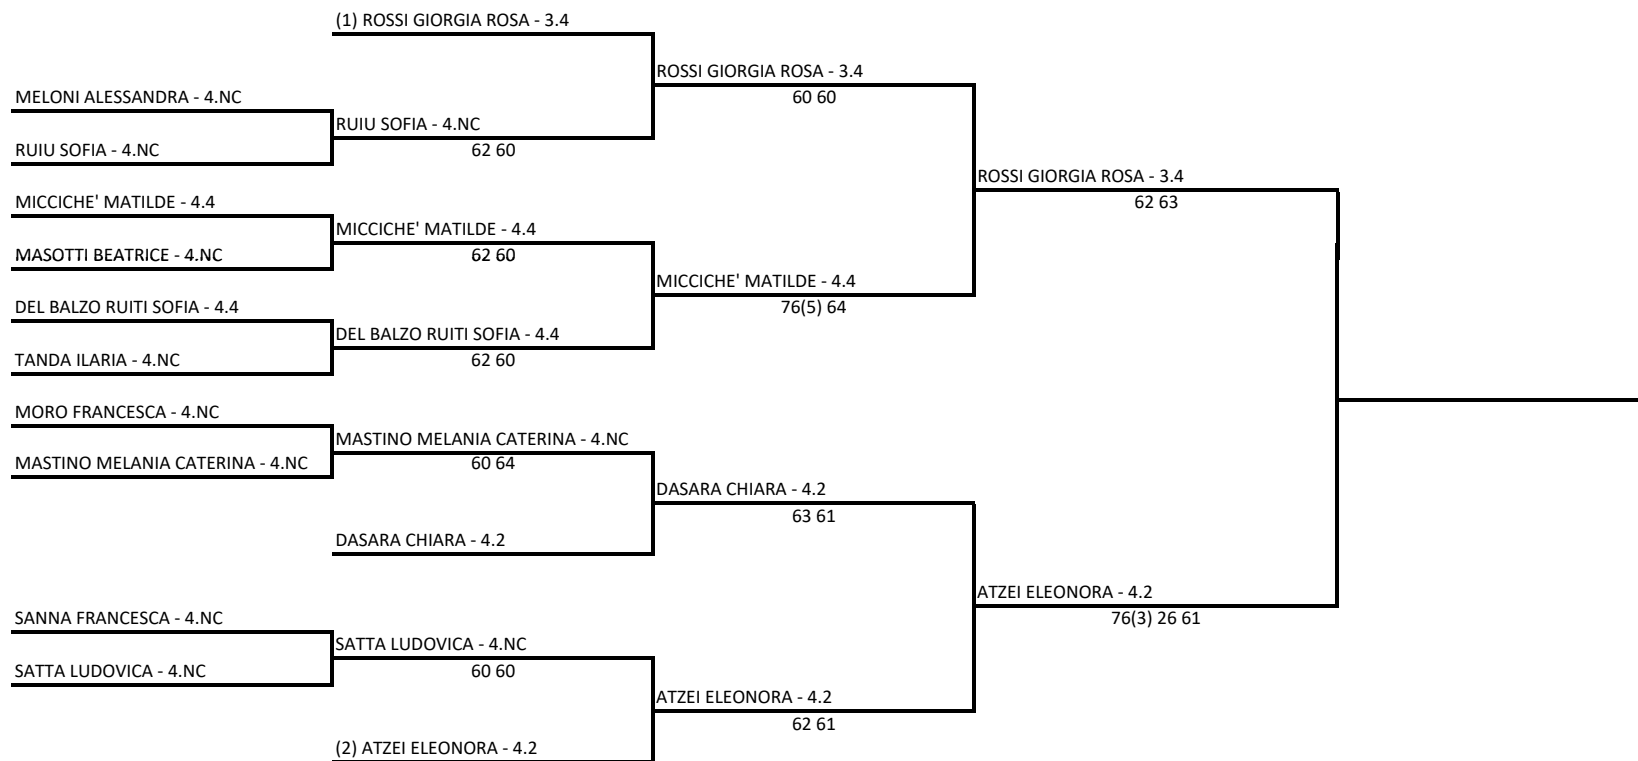 (1) ROSSI GIORGIA ROSA - 3.4
ROSSI GIORGIA ROSA - 3.4
60 60
MELONI ALESSANDRA - 4.NC
RUIU SOFIA - 4.NC
62 60
RUIU SOFIA - 4.NC
ROSSI GIORGIA ROSA - 3.4
62 63
MICCICHE' MATILDE - 4.4
MICCICHE' MATILDE - 4.4
62 60
MASOTTI BEATRICE - 4.NC
MICCICHE' MATILDE - 4.4
76(5) 64
DEL BALZO RUITI SOFIA - 4.4
DEL BALZO RUITI SOFIA - 4.4
62 60
TANDA ILARIA - 4.NC
MORO FRANCESCA - 4.NC
MASTINO MELANIA CATERINA - 4.NC
60 64
MASTINO MELANIA CATERINA - 4.NC
DASARA CHIARA - 4.2
63 61
DASARA CHIARA - 4.2
ATZEI ELEONORA - 4.2
76(3) 26 61
SANNA FRANCESCA - 4.NC
SATTA LUDOVICA - 4.NC
60 60
SATTA LUDOVICA - 4.NC
ATZEI ELEONORA - 4.2
62 61
(2) ATZEI ELEONORA - 4.2